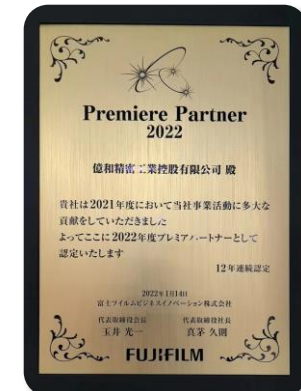 Premiere Partner
2022
億和精密工業控股有限公司 殿
貴社は2021年度において当社事業活動に多大な
貢献をしていただきました
よってここに2022年度プレミアパートナーとして
認定いたします
12年連続認定
2022年1月14日
富士フイルムビジネスイノベーション株式会社
代表取締役会長 代表取締役社長
玉井 光一 真茅 久則
FUJIFILM